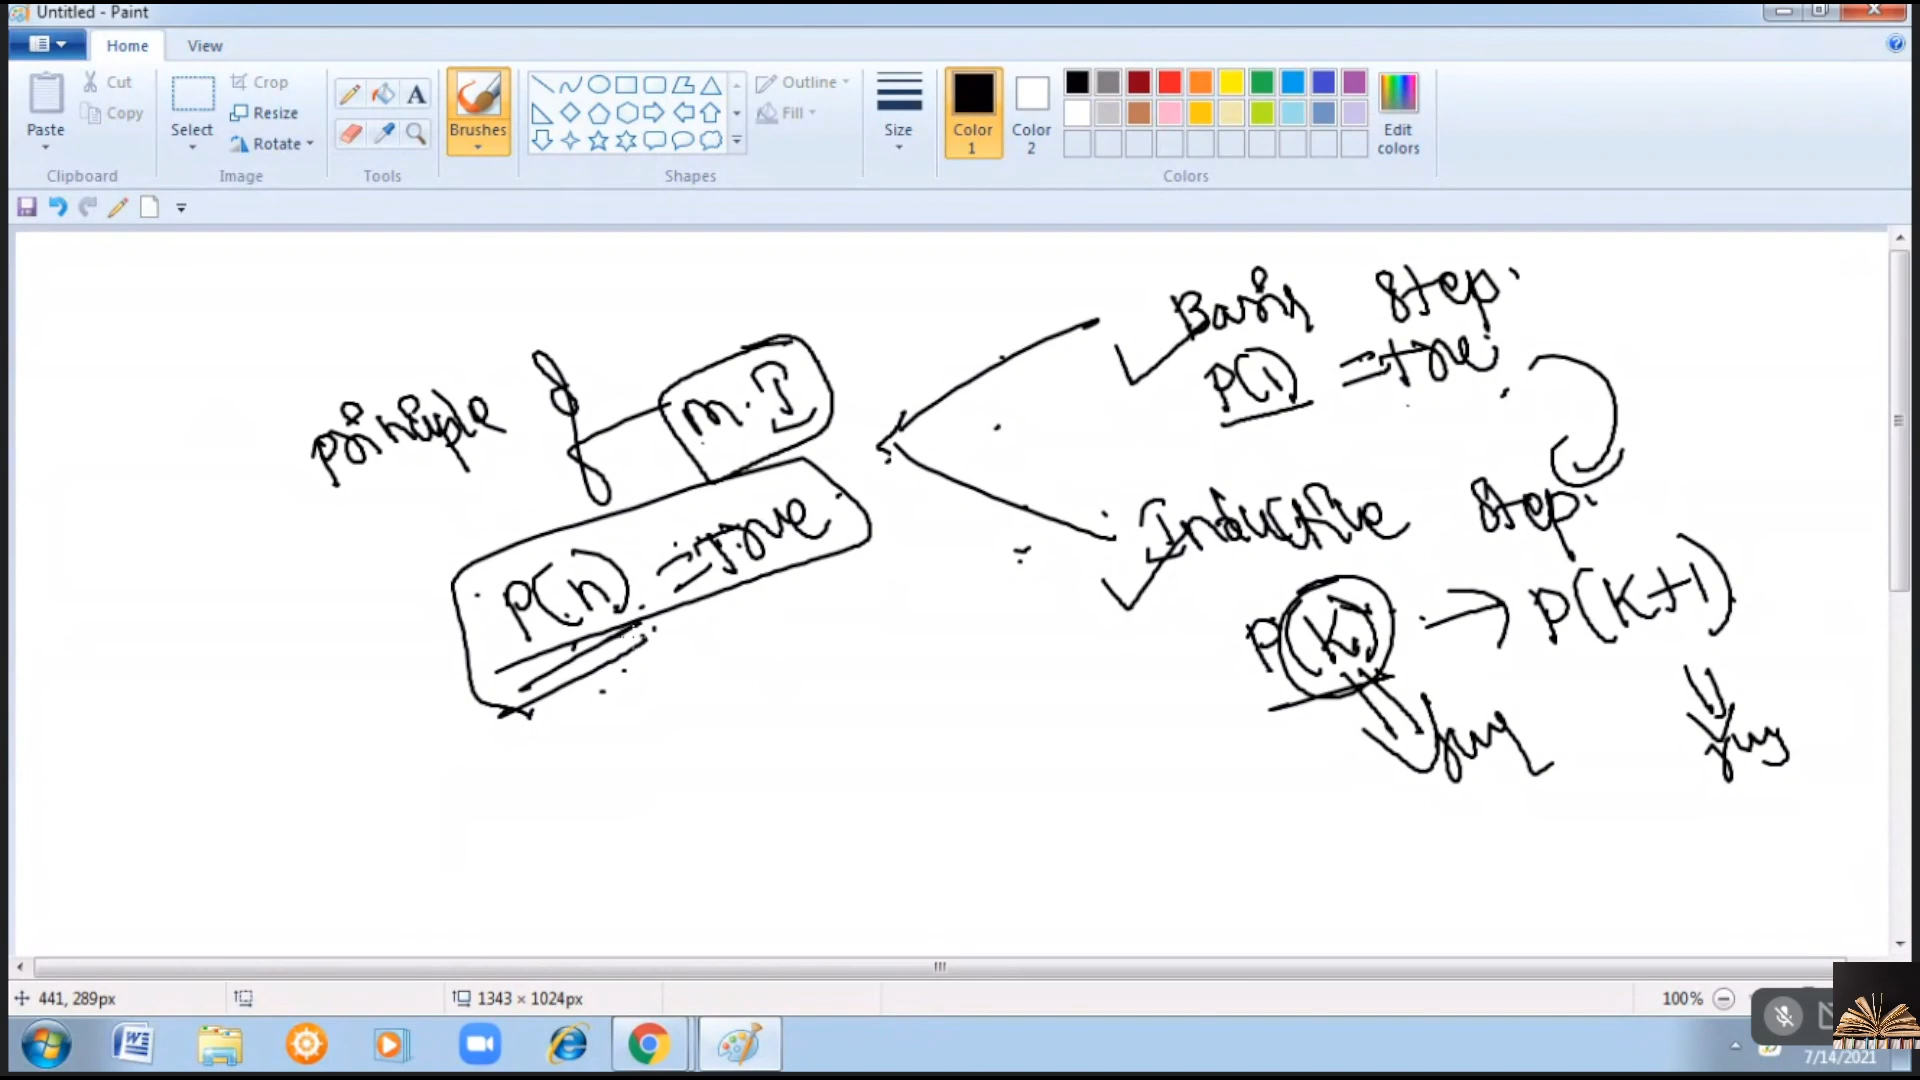 Untitled - Paint
Home View
Paste
Cut
Copy
Clipboard
Select
Crop
Resize
Rotate
Image
A
Tools
Brushes
Outline
Fill
Shapes
Size
Color
1
Color
2
Edit
colors
Colors
principle of M.I
P(n) = True
Basis Step:
P(1) = True
Inductive Step:
P(K) → P(K+1)
441, 289px
1343 × 1024px
100%
7/14/2021